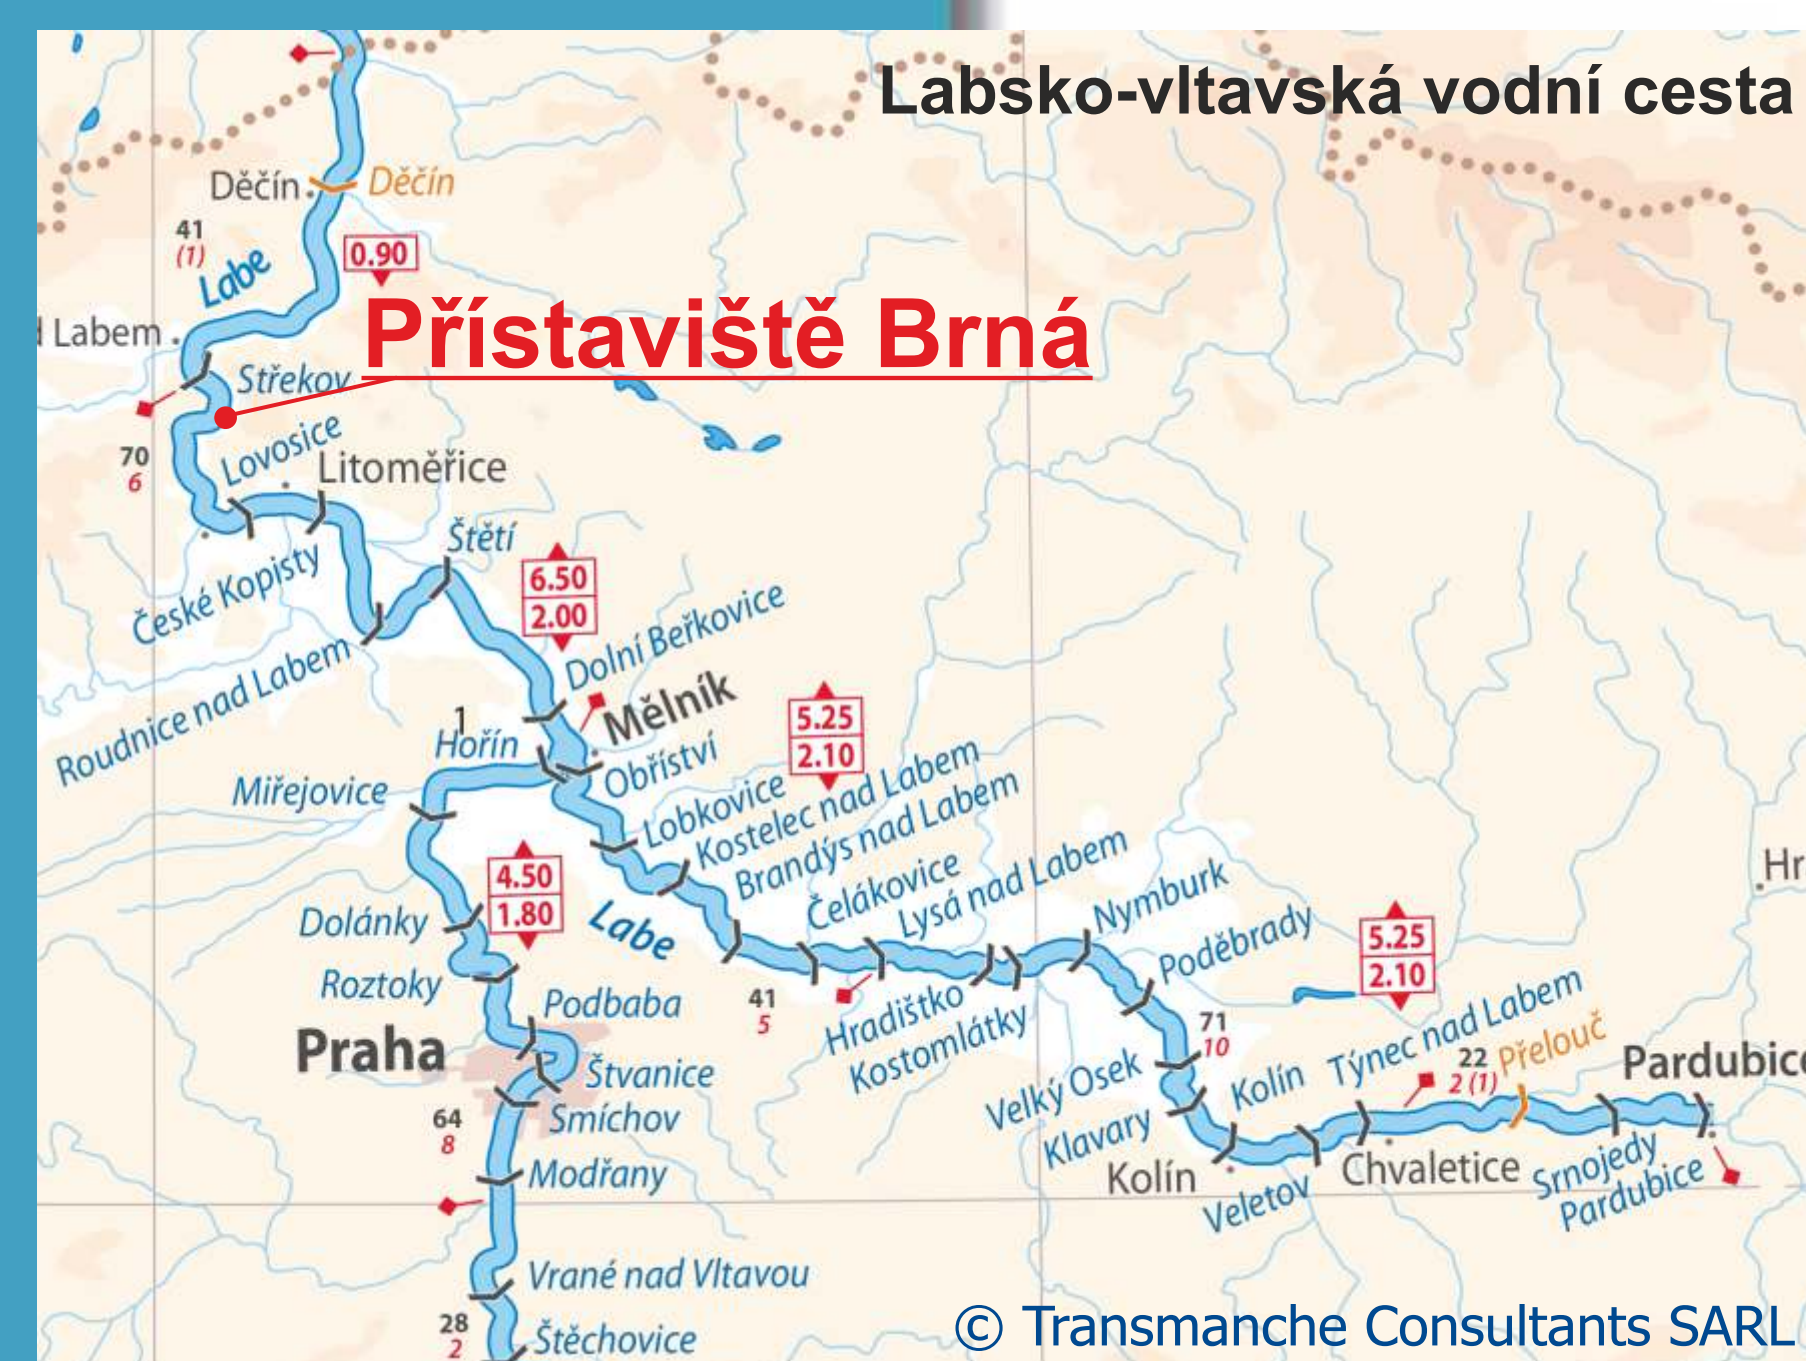 Labsko-vltavská vodní cesta
Děčín
Děčín
41
(1)
Labe
0.90
Labem
Přístaviště Brná
Střekov
70
6
Lovosice
Litoměřice
Štětí
České Kopisty
6.50
2.00
Roudnice nad Labem
Dolní Beřkovice
1
Mělník
Hořín
5.25
2.10
Obříství
Miřejovice
Lobkovice
Kostelec nad Labem
Brandýs nad Labem
4.50
1.80
Čelákovice
Lysá nad Labem
Labe
Nymburk
Dolánky
Poděbrady
5.25
2.10
Roztoky
Podbaba
41
5
Hradištko
Kostomlátky
71
10
Praha
Štvanice
Velký Osek
Kolín
Týnec nad Labem
22
2 (1)
Přelouč
Pardubice
Smíchov
64
8
Klavary
Modřany
Kolín
Veletov
Chvaletice
Srnojedy
Pardubice
Vrané nad Vltavou
28
2
Štěchovice
© Transmanche Consultants SARL